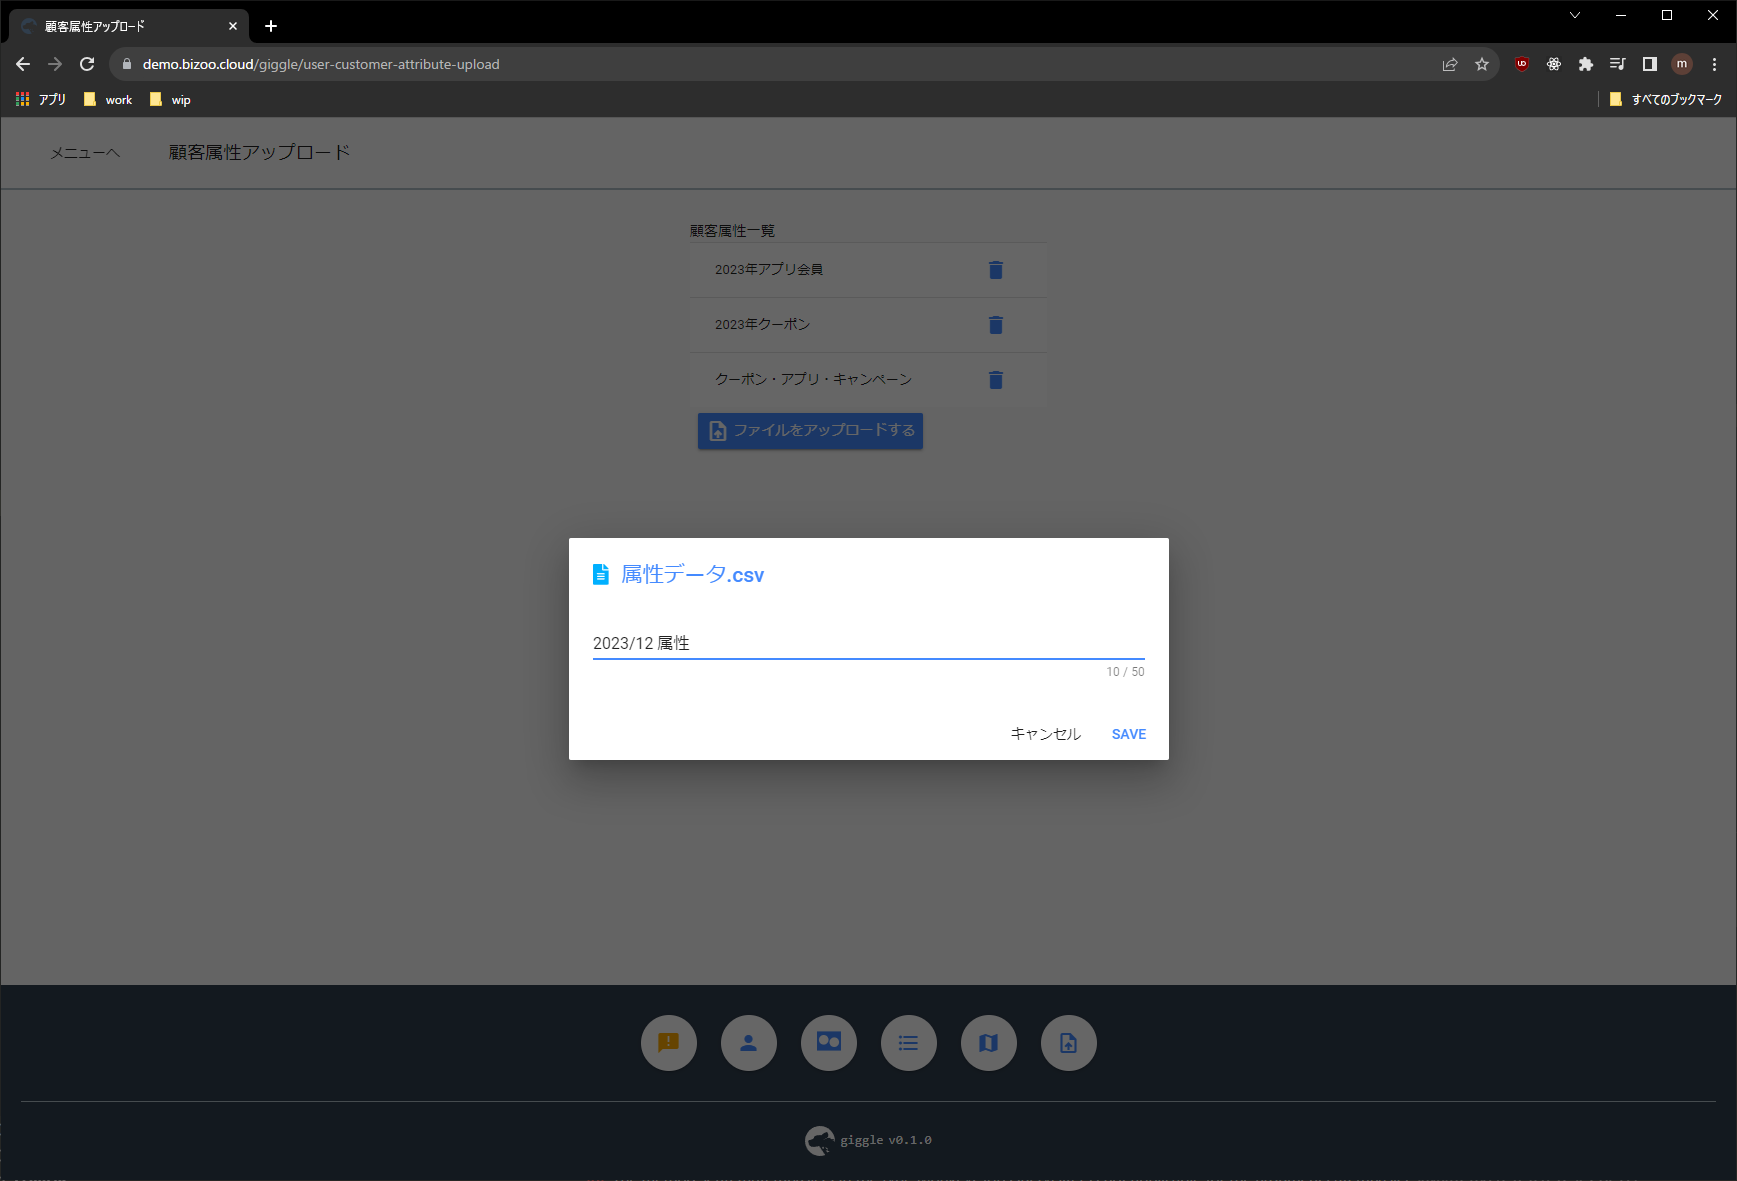 顧客属性アップロード
demo.bizoo.cloud/giggle/user-customer-attribute-upload
m
アプリ
work
wip
すべてのブックマーク
メニューへ
顧客属性アップロード
顧客属性一覧
2023年アプリ会員
2023年クーポン
クーポン・アプリ・キャンペーン
ファイルをアップロードする
属性データ.csv
2023/12 属性
10 / 50
キャンセル
SAVE
giggle v0.1.0